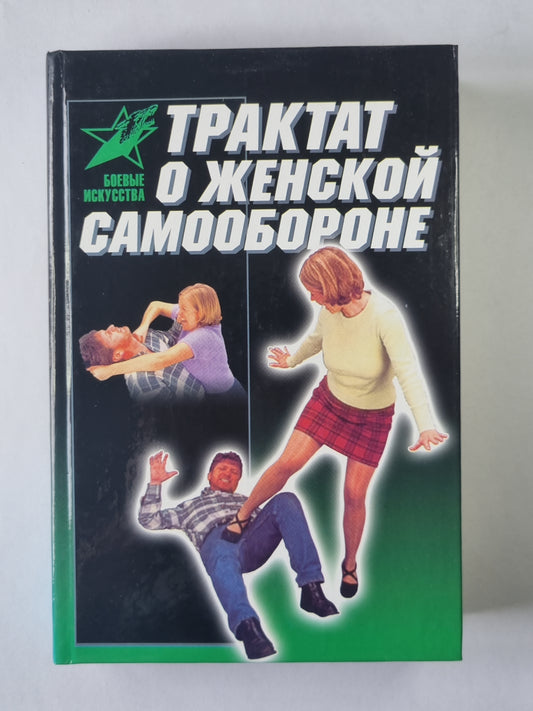 ТРАКТАТ
О ЖЕНСКОЙ
САМООБОРОНЕ
БОЕВЫЕ
ИСКУССТВА